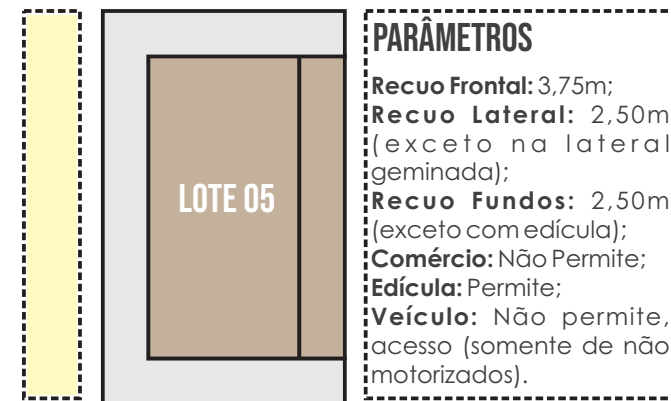 PARÂMETROS
Recuo Frontal: 3,75m;
Recuo Lateral: 2,50m
(exceto na lateral
geminada);
Recuo Fundos: 2,50m
(exceto com edícula);
Comércio: Não Permite;
Edícula: Permite;
Veículo: Não permite,
acesso (somente de não
motorizados).
LOTE 05